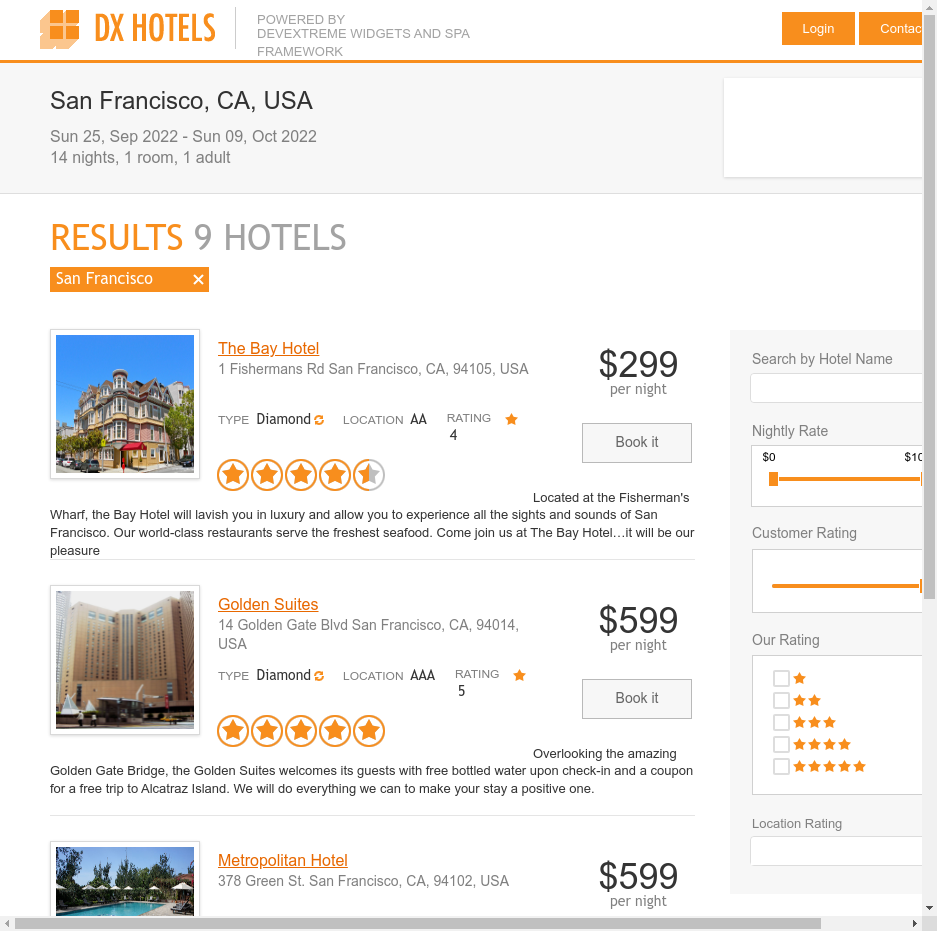 DX HOTELS
POWERED BY
DEVEXTREME WIDGETS AND SPA
FRAMEWORK
Login
Contac
San Francisco, CA, USA
Sun 25, Sep 2022 - Sun 09, Oct 2022
14 nights, 1 room, 1 adult
RESULTS 9 HOTELS
San Francisco
The Bay Hotel
1 Fishermans Rd San Francisco, CA, 94105, USA
$299
per night
TYPE Diamond LOCATION AA RATING
4
Book it
Located at the Fisherman's
Wharf, the Bay Hotel will lavish you in luxury and allow you to experience all the sights and sounds of San
Francisco. Our world-class restaurants serve the freshest seafood. Come join us at The Bay Hotel…it will be our
pleasure
Golden Suites
14 Golden Gate Blvd San Francisco, CA, 94014,
USA
$599
per night
TYPE Diamond LOCATION AAA RATING
5
Book it
Overlooking the amazing
Golden Gate Bridge, the Golden Suites welcomes its guests with free bottled water upon check-in and a coupon
for a free trip to Alcatraz Island. We will do everything we can to make your stay a positive one.
Metropolitan Hotel
378 Green St. San Francisco, CA, 94102, USA
$599
per night
Search by Hotel Name
Nightly Rate
$0 $10
Customer Rating
Our Rating
Location Rating